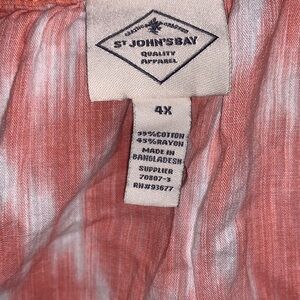 ST JOHN'S BAY
QUALITY
APPAREL
4X
55%COTTON
45%RAYON
MADE IN
BANGLADESH
SUPPLIER
70807-3
RN#93677